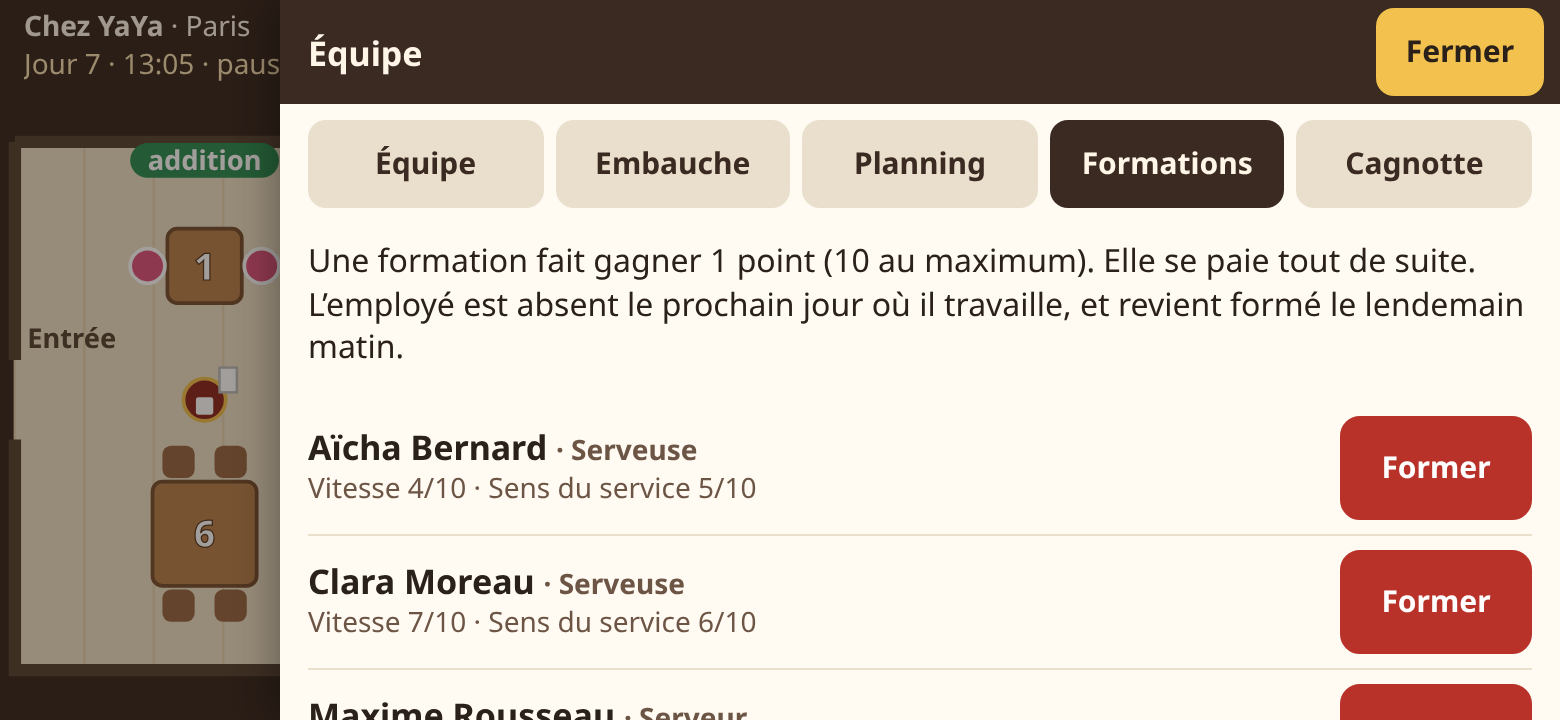 Chez YaYa · Paris
Jour 7 · 13:05 · paus
addition
1
Entrée
6
Équipe
Fermer
Équipe
Embauche
Planning
Formations
Cagnotte
Une formation fait gagner 1 point (10 au maximum). Elle se paie tout de suite.
L’employé est absent le prochain jour où il travaille, et revient formé le lendemain
matin.
Aïcha Bernard · Serveuse
Vitesse 4/10 · Sens du service 5/10
Former
Clara Moreau · Serveuse
Vitesse 7/10 · Sens du service 6/10
Former
Maxime Rousseau · Serveur